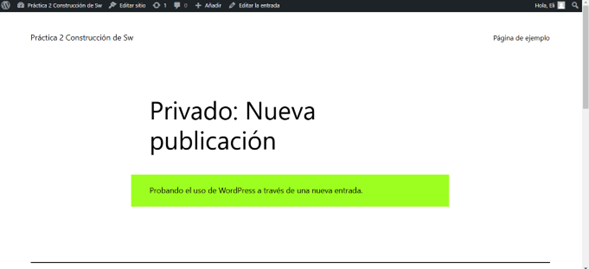 Práctica 2 Construcción de Sw Editar sitio 1 0 Añadir Editar la entrada Hola, Eli
Práctica 2 Construcción de Sw Página de ejemplo
Privado: Nueva
publicación
Probando el uso de WordPress a través de una nueva entrada.